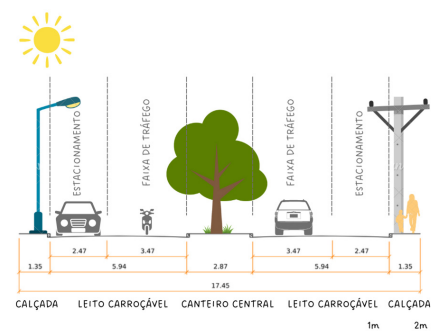 ESTACIONAMENTO
FAIXA DE TRÁFEGO
FAIXA DE TRÁFEGO
ESTACIONAMENTO
2.47 3.47 3.47 2.47
1.35 5.94 2.87 5.94 1.35
17.45
CALÇADA LEITO CARROÇÁVEL CANTEIRO CENTRAL LEITO CARROÇÁVEL CALÇADA
1m 2m